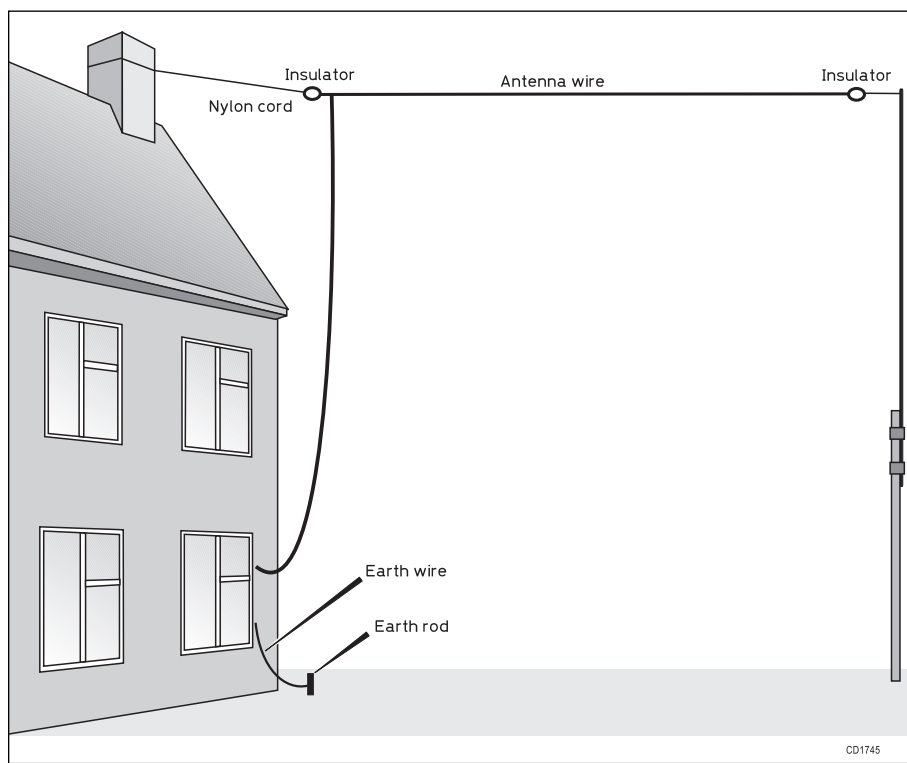 Insulator
Antenna wire
Insulator
Nylon cord
Earth wire
Earth rod
CD1745